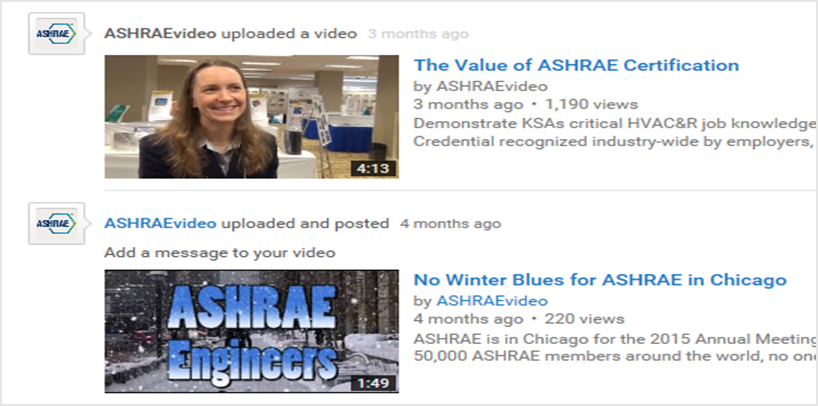 ASHRAE
ASHRAEvideo uploaded a video 3 months ago
4:13
The Value of ASHRAE Certification
by ASHRAEvideo
3 months ago • 1,190 views
Demonstrate KSAs critical HVAC&R job knowledge
Credential recognized industry-wide by employers,
ASHRAE
ASHRAEvideo uploaded and posted 4 months ago
Add a message to your video
ASHRAE
Engineers
1:49
No Winter Blues for ASHRAE in Chicago
by ASHRAEvideo
4 months ago • 220 views
ASHRAE is in Chicago for the 2015 Annual Meeting
50,000 ASHRAE members around the world, no one